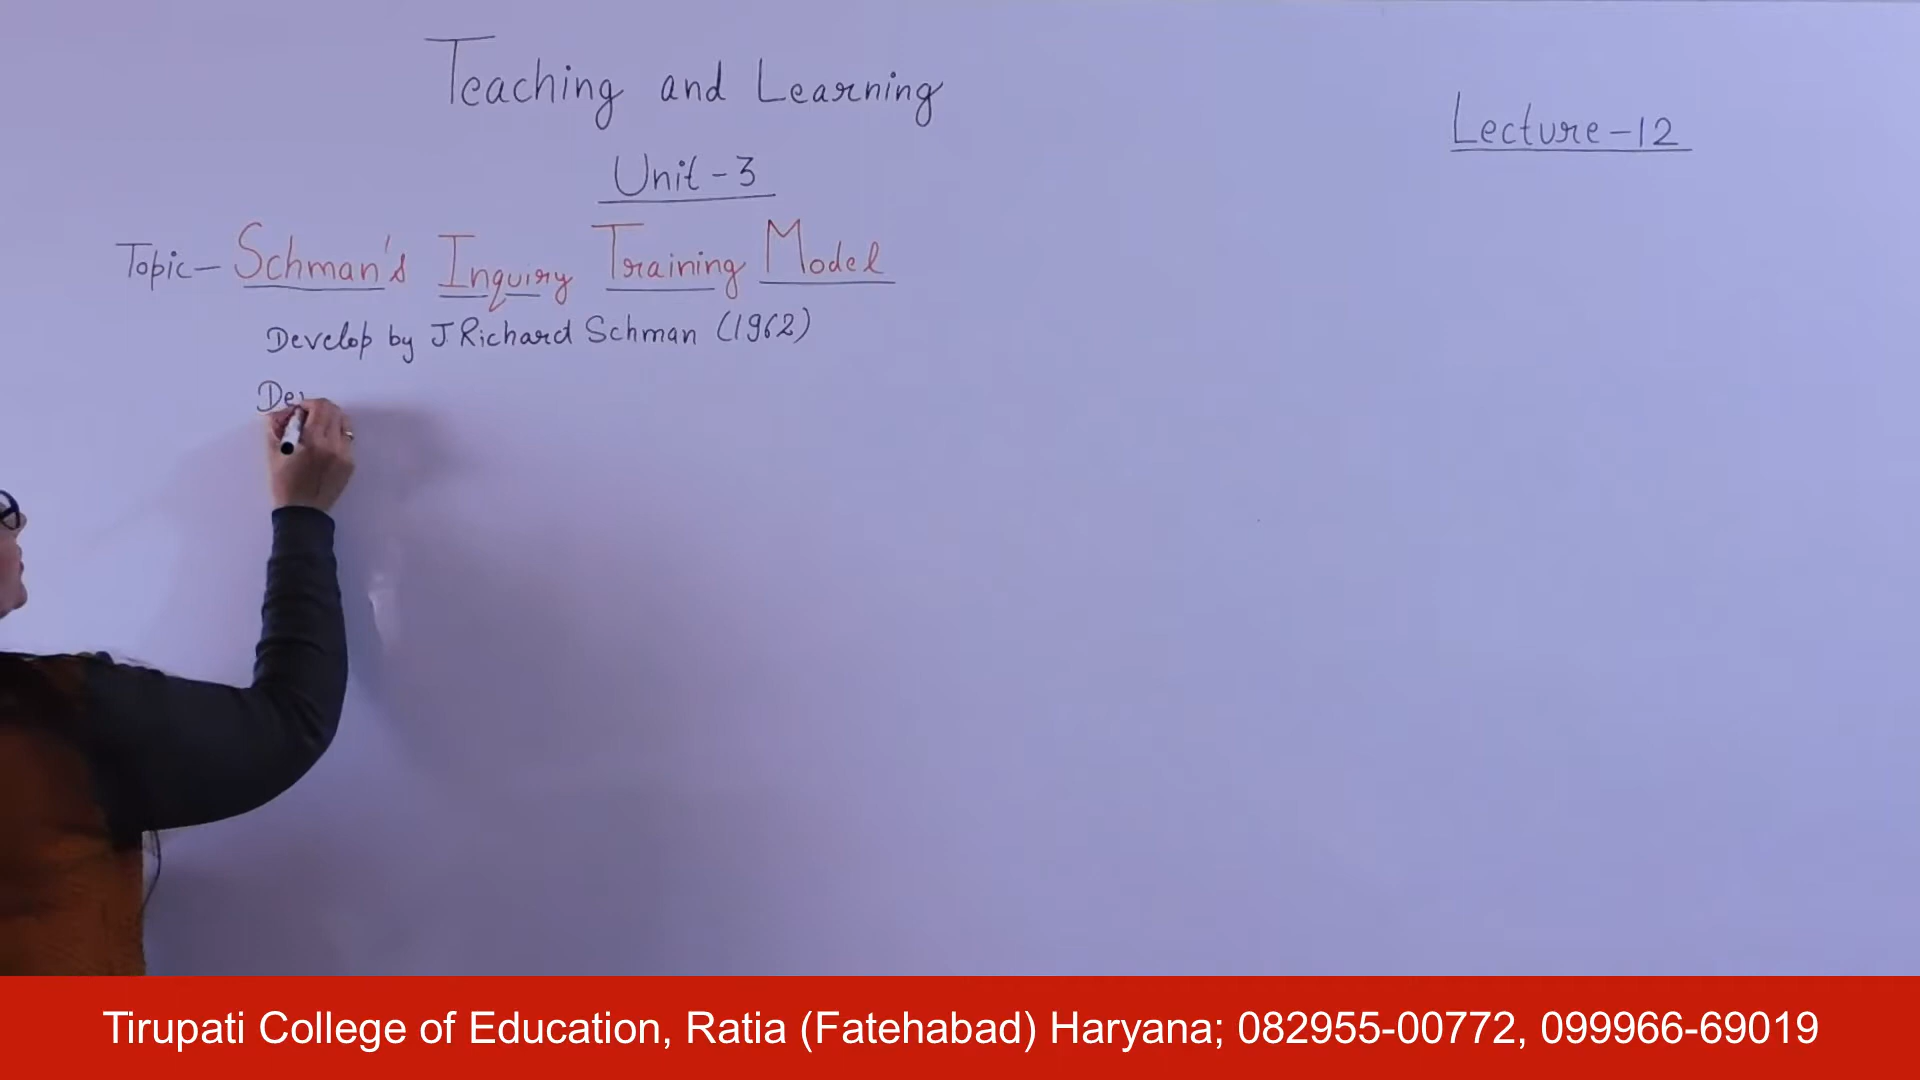 Teaching and Learning
Lecture-12
Unit-3
Topic- Schman's Inquiry Training Model
Develop by J. Richard Schman (1962)
Tirupati College of Education, Ratia (Fatehabad) Haryana; 082955-00772, 099966-69019